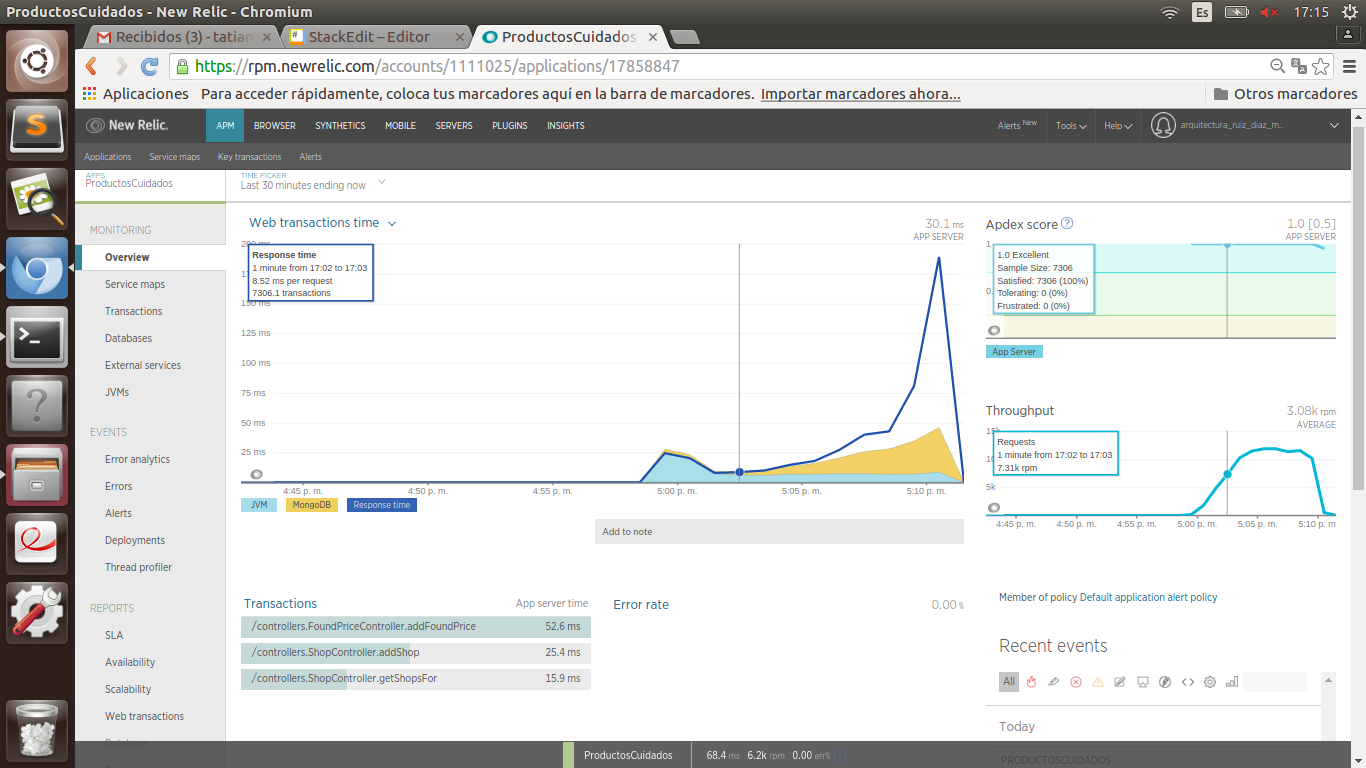 ProductosCuidados - New Relic - Chromium
Es
17:15
Recibidos (3) - tatian
StackEdit – Editor
ProductosCuidados
https://rpm.newrelic.com/accounts/1111025/applications/17858847
Aplicaciones
Para acceder rápidamente, coloca tus marcadores aquí en la barra de marcadores. Importar marcadores ahora...
Otros marcadores
New Relic.
APM
BROWSER
SYNTHETICS
MOBILE
SERVERS
PLUGINS
INSIGHTS
Alerts New
Tools
Help
arquitectura_ruiz_diaz_m..
Applications
Service maps
Key transactions
Alerts
APPS
ProductosCuidados
TIME PICKER
Last 30 minutes ending now
MONITORING
Overview
Service maps
Transactions
Databases
External services
JVMs
EVENTS
Error analytics
Errors
Alerts
Deployments
Thread profiler
REPORTS
SLA
Availability
Scalability
Web transactions
Database
Web transactions time
30.1 ms
APP SERVER
200 ms
Response time
1 minute from 17:02 to 17:03
8.52 ms per request
7306.1 transactions
150 ms
125 ms
100 ms
75 ms
50 ms
25 ms
4:45 p. m.
4:50 p. m.
4:55 p. m.
5:00 p. m.
5:05 p. m.
5:10 p. m.
JVM
MongoDB
Response time
Add to note
Apdex score
1.0 [0.5]
APP SERVER
1.0 Excellent
Sample Size: 7306
Satisfied: 7306 (100%)
Tolerating: 0 (0%)
Frustrated: 0 (0%)
App Server
Throughput
3.08k rpm
AVERAGE
Requests
1 minute from 17:02 to 17:03
7.31k rpm
5k
4:45 p. m.
4:50 p. m.
4:55 p. m.
5:00 p. m.
5:05 p. m.
5:10 p. m
Transactions
App server time
/controllers.FoundPriceController.addFoundPrice
52.6 ms
/controllers.ShopController.addShop
25.4 ms
/controllers.ShopController.getShopsFor
15.9 ms
Error rate
0.00 %
Member of policy Default application alert policy
Recent events
All
Today
PRODUCTOSCUIDADOS
ProductosCuidados
68.4 ms
6.2k rpm
0.00 err%